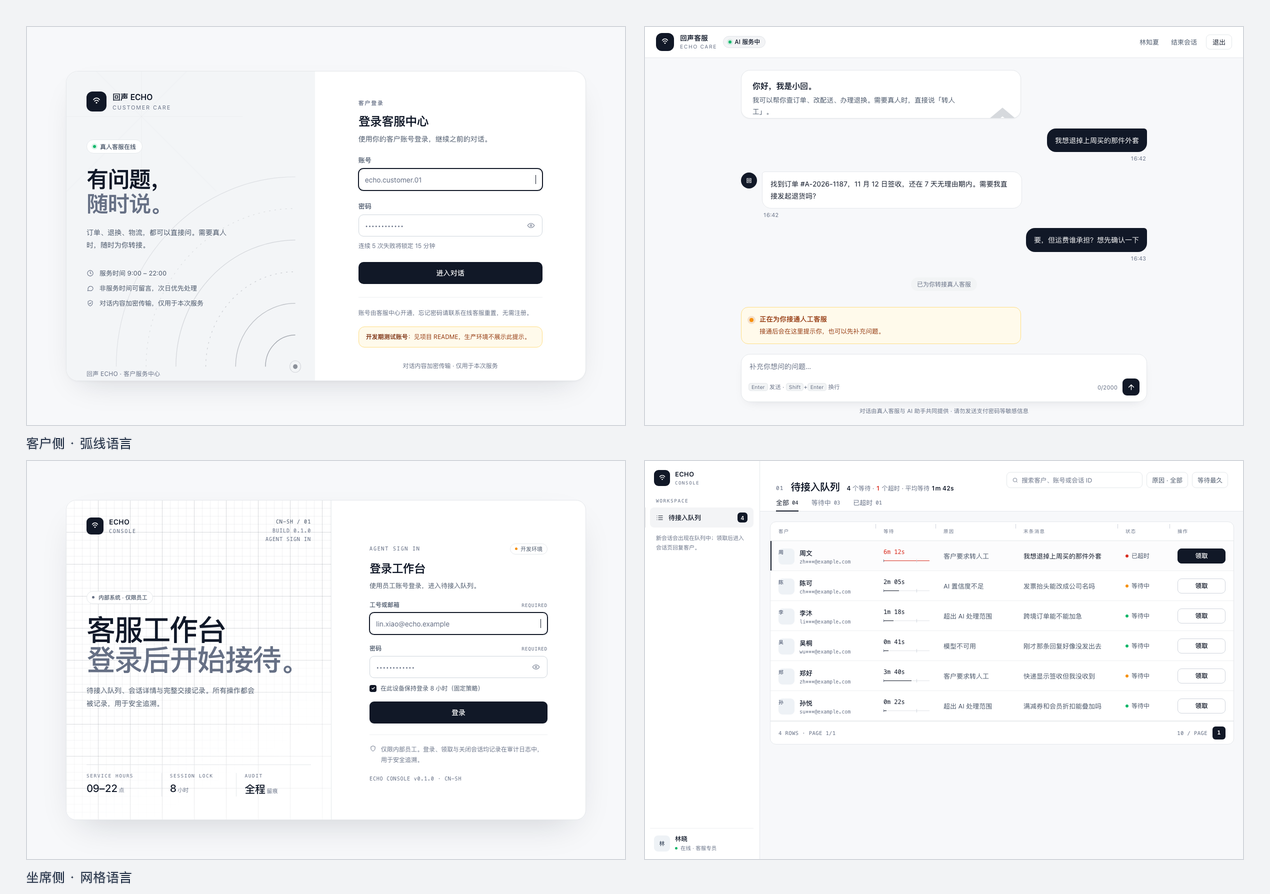 回声 ECHO
CUSTOMER CARE
真人客服在线
有问题，
随时说。
订单、退换、物流，都可以直接问。需要真人
时，随时为你转接。
服务时间 9:00 – 22:00
非服务时间可留言，次日优先处理
对话内容加密传输，仅用于本次服务
回声 ECHO · 客户服务中心
客户登录
登录客服中心
使用你的客户账号登录，继续之前的对话。
账号
echo.customer.01
密码
连续 5 次失败将锁定 15 分钟
进入对话
账号由客服中心开通，忘记密码请联系在线客服重置，无需注册。
开发期测试账号：见项目 README，生产环境不展示此提示。
对话内容加密传输 · 仅用于本次服务
回声客服
ECHO CARE
AI 服务中
林知夏
结束会话
退出
你好，我是小回。
我可以帮你查订单、改配送、办理退换。需要真人时，直接说「转人
工」。
我想退掉上周买的那件外套
16:42
回
找到订单 #A-2026-1187，11 月 12 日签收，还在 7 天无理由期内。需要我直
接发起退货吗？
16:42
要，但运费谁承担？想先确认一下
16:43
已为你转接真人客服
正在为你接通人工客服
接通后会在这里提示你，也可以先补充问题。
补充你想问的问题…
Enter 发送 · Shift + Enter 换行
0/2000
对话由真人客服与 AI 助手共同提供 · 请勿发送支付密码等敏感信息
客户侧 · 弧线语言
ECHO
CONSOLE
CN-SH / 01
BUILD 0.1.0
AGENT SIGN IN
内部系统 · 仅限员工
客服工作台
登录后开始接待。
待接入队列、会话详情与完整交接记录。所有操作都会
被记录，用于安全追溯。
SERVICE HOURS
09–22 点
SESSION LOCK
8 小时
AUDIT
全程 留痕
AGENT SIGN IN
开发环境
登录工作台
使用员工账号登录，进入待接入队列。
工号或邮箱
REQUIRED
lin.xiao@echo.example
密码
REQUIRED
在此设备保持登录 8 小时（固定策略）
登录
仅限内部员工。登录、领取与关闭会话均记录在审计日志中，
用于安全追溯。
ECHO CONSOLE v0.1.0 · CN-SH
ECHO
CONSOLE
WORKSPACE
待接入队列
4
新会话会出现在队列中；领取后进入
会话页回复客户。
林
林晓
在线 · 客服专员
01
待接入队列
4 个等待 · 1 个超时 · 平均等待 1m 42s
搜索客户、账号或会话 ID
原因 · 全部
等待最久
全部 04
等待中 03
已超时 01
客户
等待
原因
未条消息
状态
操作
周
周文
zh•••@example.com
6m 12s
客户要求转人工
我想退掉上周买的那件外套
已超时
领取
陈
陈可
zh•••@example.com
2m 05s
AI 置信度不足
发票抬头能改成公司名吗
等待中
领取
李
李沐
li•••@example.com
1m 18s
超出 AI 处理范围
跨境订单能不能加急
等待中
领取
吴
吴桐
wu•••@example.com
0m 41s
模型不可用
刚才那条回复好像没发出去
等待中
领取
郑
郑好
zh•••@example.com
3m 40s
客户要求转人工
快递显示签收但我没收到
等待中
领取
孙
孙悦
su•••@example.com
0m 22s
超出 AI 处理范围
满减券和会员折扣能叠加吗
等待中
领取
4 ROWS · PAGE 1/1
10 / PAGE
1
坐席侧 · 网格语言